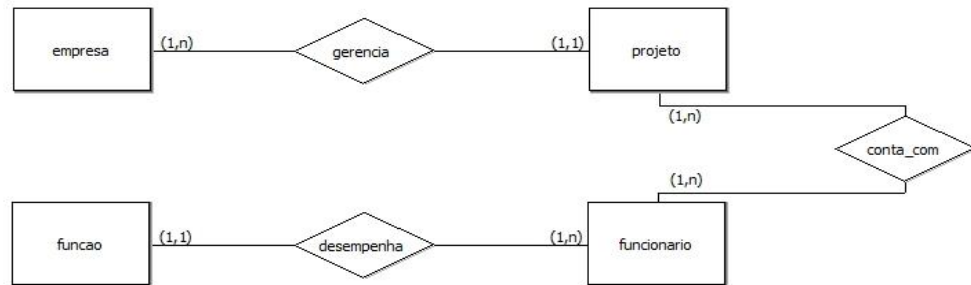 empresa (1,n) gerencia (1,1) projeto
(1,n)
conta_com
(1,n)
funcao (1,1) desempenha (1,n) funcionario